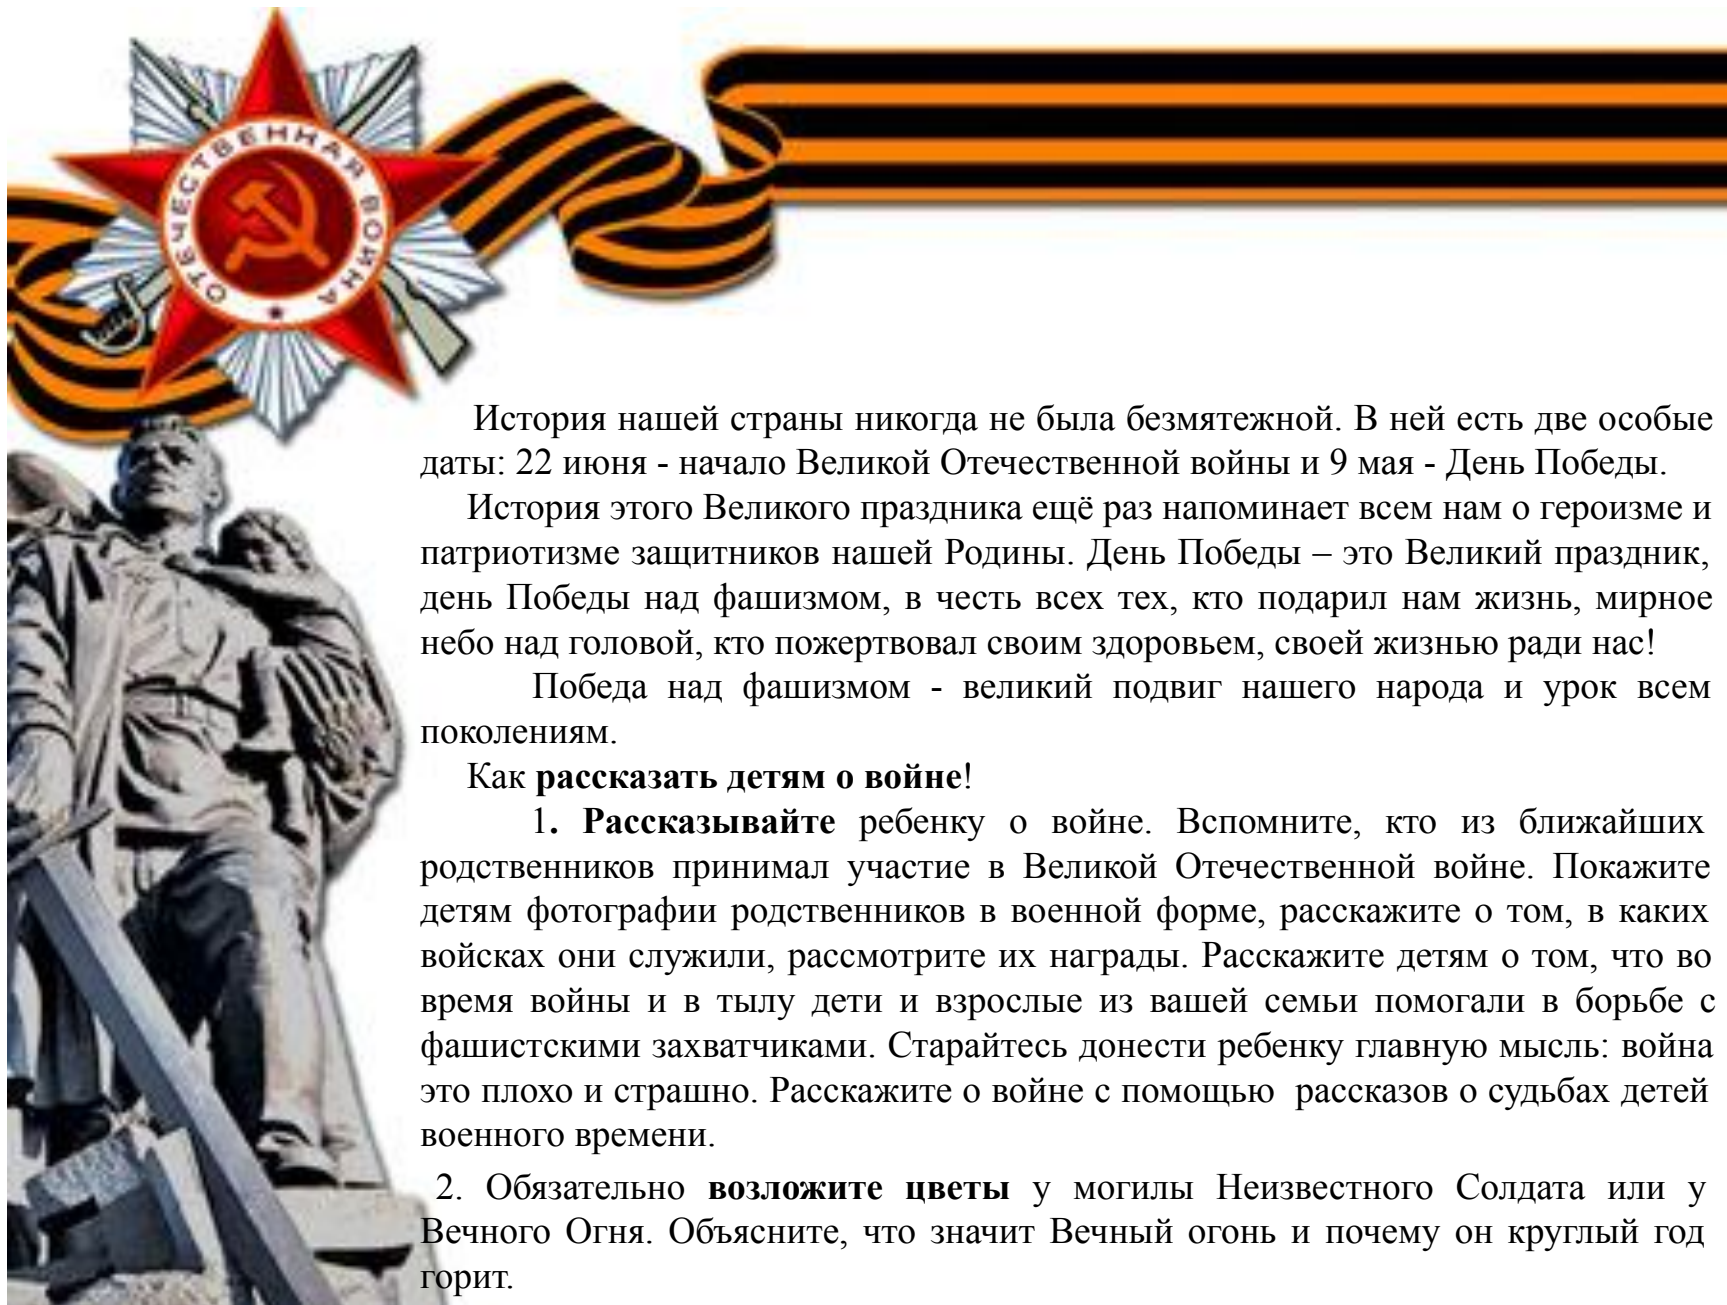 ОТЕЧЕСТВЕННАЯ ВОЙНА
История нашей страны никогда не была безмятежной. В ней есть две особые
даты: 22 июня - начало Великой Отечественной войны и 9 мая - День Победы.
История этого Великого праздника ещё раз напоминает всем нам о героизме и
патриотизме защитников нашей Родины. День Победы – это Великий праздник,
день Победы над фашизмом, в честь всех тех, кто подарил нам жизнь, мирное
небо над головой, кто пожертвовал своим здоровьем, своей жизнью ради нас!
Победа над фашизмом - великий подвиг нашего народа и урок всем
поколениям.
Как рассказать детям о войне!
1. Рассказывайте ребенку о войне. Вспомните, кто из ближайших
родственников принимал участие в Великой Отечественной войне. Покажите
детям фотографии родственников в военной форме, расскажите о том, в каких
войсках они служили, рассмотрите их награды. Расскажите детям о том, что во
время войны и в тылу дети и взрослые из вашей семьи помогали в борьбе с
фашистскими захватчиками. Старайтесь донести ребенку главную мысль: война
это плохо и страшно. Расскажите о войне с помощью рассказов о судьбах детей
военного времени.
2. Обязательно возложите цветы у могилы Неизвестного Солдата или у
Вечного Огня. Объясните, что значит Вечный огонь и почему он круглый год
горит.